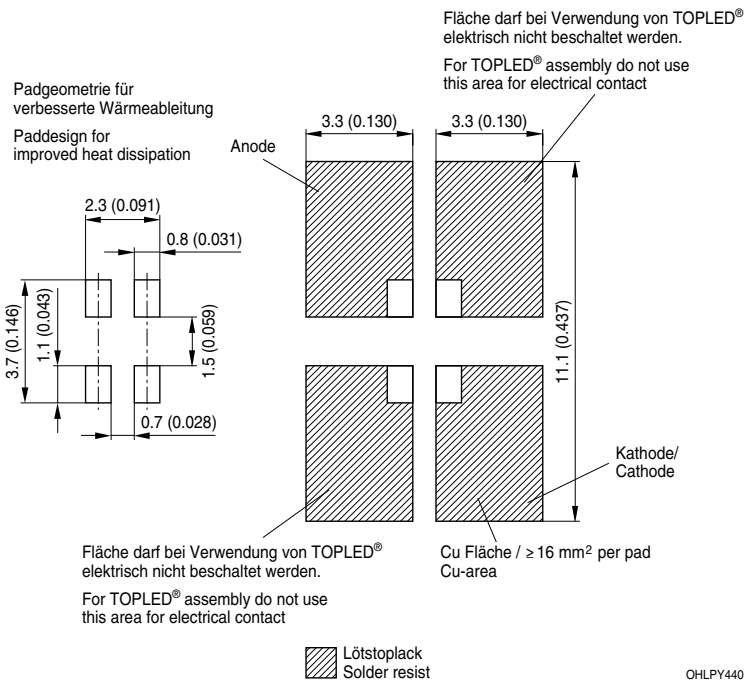 Fläche darf bei Verwendung von TOPLED®
elektrisch nicht beschaltet werden.
For TOPLED® assembly do not use
this area for electrical contact
Padgeometrie für
verbesserte Wärmeableitung
Paddesign for
improved heat dissipation
Anode
3.3 (0.130)
3.3 (0.130)
2.3 (0.091)
0.8 (0.031)
3.7 (0.146)
1.1 (0.043)
1.5 (0.059)
0.7 (0.028)
11.1 (0.437)
Kathode/
Cathode
Fläche darf bei Verwendung von TOPLED®
elektrisch nicht beschaltet werden.
For TOPLED® assembly do not use
this area for electrical contact
Cu Fläche / ≥ 16 mm² per pad
Cu-area
Lötstoplack
Solder resist
OHLPY440